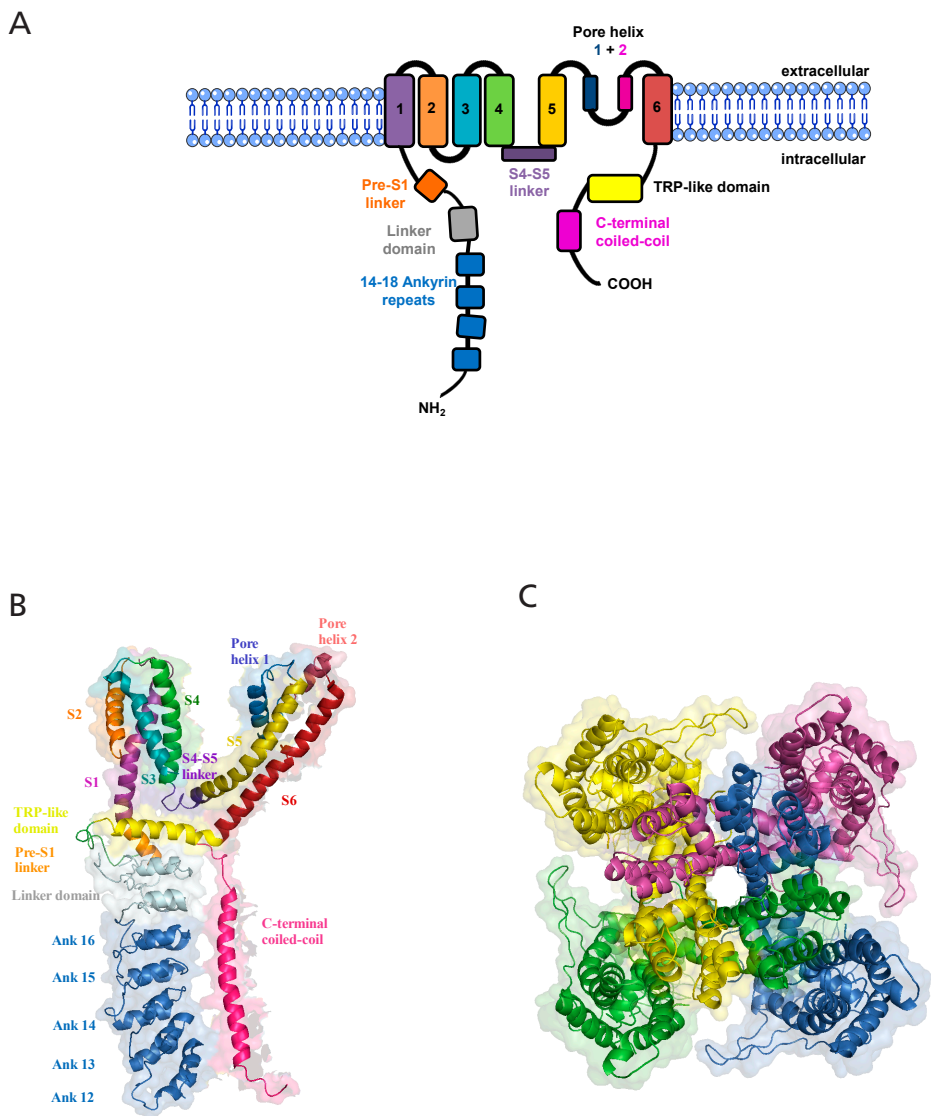 A
Pore helix
1 + 2
extracellular
1
2
3
4
5
6
intracellular
Pre-S1
linker
S4-S5
linker
TRP-like domain
Linker
domain
C-terminal
coiled-coil
14-18 Ankyrin
repeats
COOH
NH2
B
C
Pore
helix 1
Pore
helix 2
S4
S2
S5
S4-S5
linker
S1
S3
S6
TRP-like
domain
Pre-S1
linker
Linker domain
C-terminal
coiled-coil
Ank 16
Ank 15
Ank 14
Ank 13
Ank 12